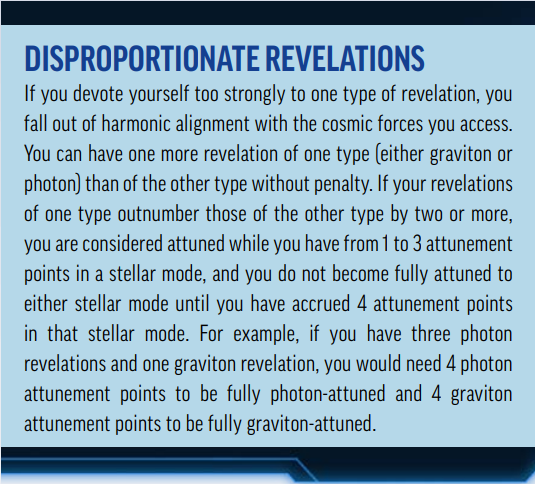 DISPROPORTIONATE REVELATIONS
If you devote yourself too strongly to one type of revelation, you
fall out of harmonic alignment with the cosmic forces you access.
You can have one more revelation of one type (either graviton or
photon) than of the other type without penalty. If your revelations
of one type outnumber those of the other type by two or more,
you are considered attuned while you have from 1 to 3 attunement
points in a stellar mode, and you do not become fully attuned to
either stellar mode until you have accrued 4 attunement points
in that stellar mode. For example, if you have three photon
revelations and one graviton revelation, you would need 4 photon
attunement points to be fully photon-attuned and 4 graviton
attunement points to be fully graviton-attuned.